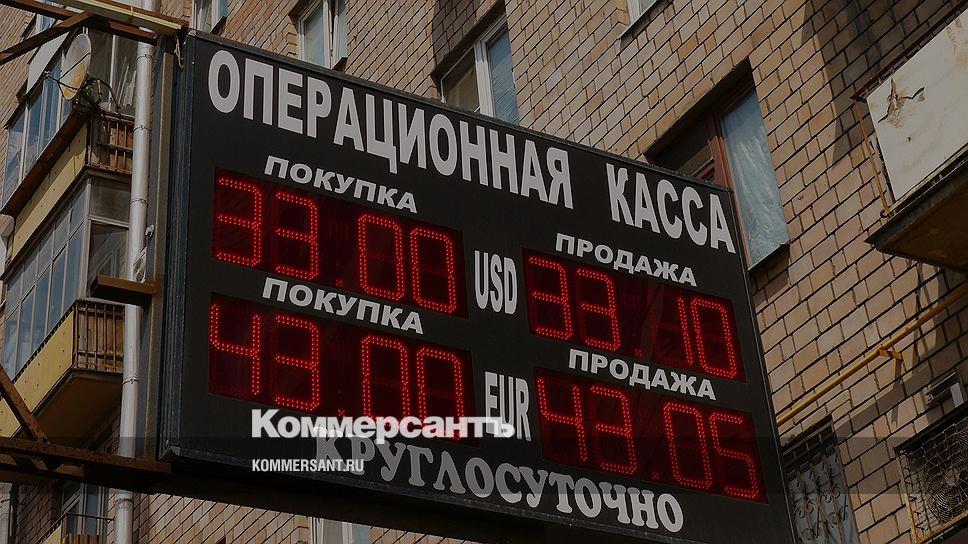 ОПЕРАЦИОННАЯ КАССА
ПОКУПКА
ПРОДАЖА
33.00 USD 33.10
ПОКУПКА
ПРОДАЖА
43.00 EUR 43.05
Коммерсантъ
KOMMERSANT.RU
КРУГЛОСУТОЧНО